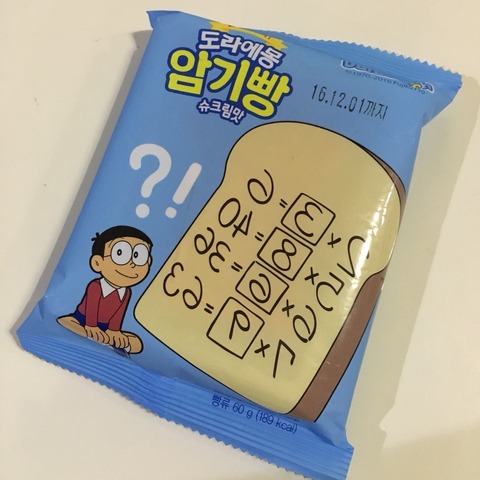 도라에몽
암기빵
슈크림맛
16.12.01까지
?!
2×3=6
5×8=40
6×6=36
7×9=63
빵류 60 g (189 kcal)